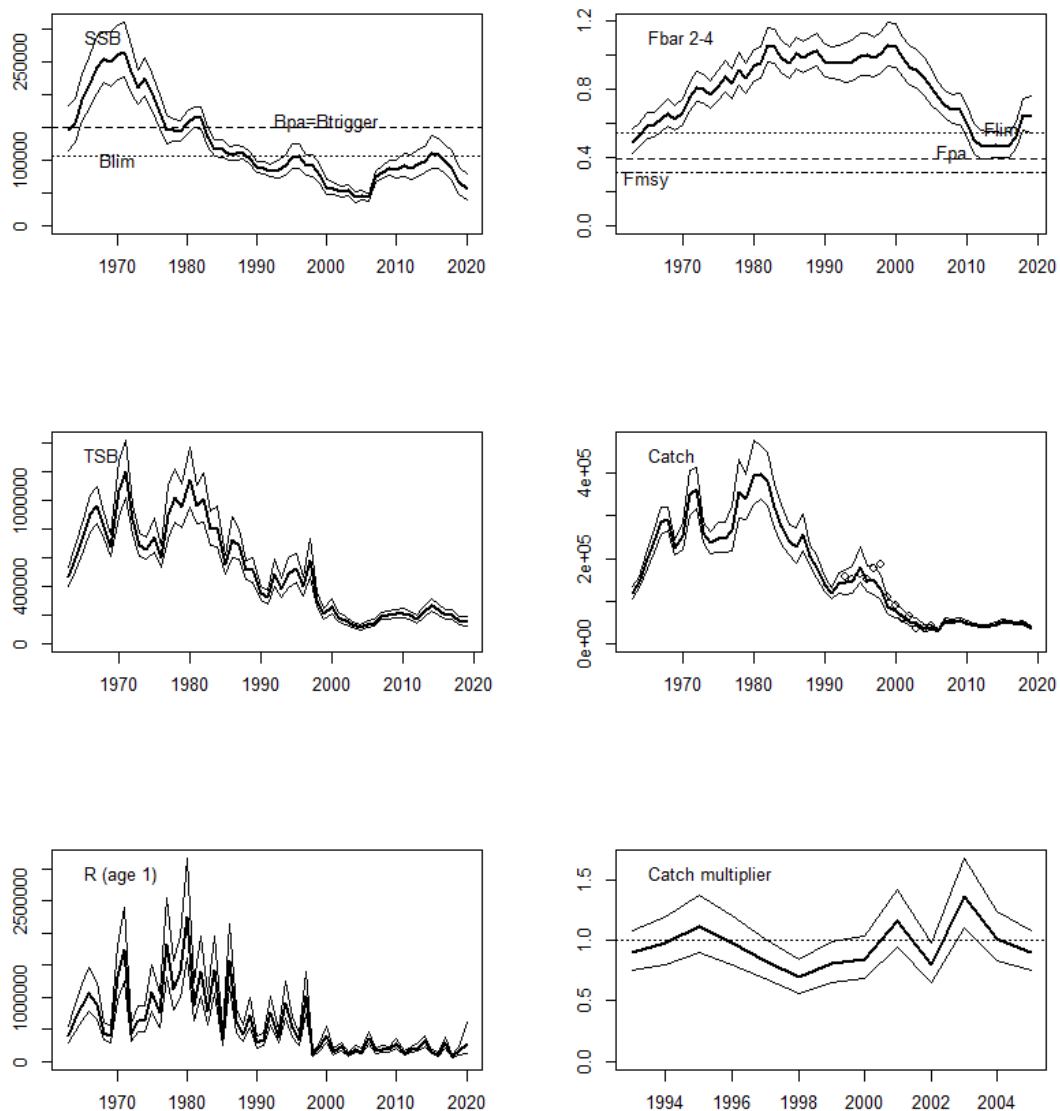 SSB
Bpa=Btrigger
Blim
0
100000
250000
1970 1980 1990 2000 2010 2020
Fbar 2-4
Flim
Fpa
Fmsy
0.0
0.4
0.8
1.2
1970 1980 1990 2000 2010 2020
TSB
0
400000
1000000
1970 1980 1990 2000 2010 2020
Catch
0e+00
2e+05
4e+05
1970 1980 1990 2000 2010 2020
R (age 1)
0
1000000
2500000
1970 1980 1990 2000 2010 2020
Catch multiplier
0.0
0.5
1.0
1.5
1994 1996 1998 2000 2002 2004